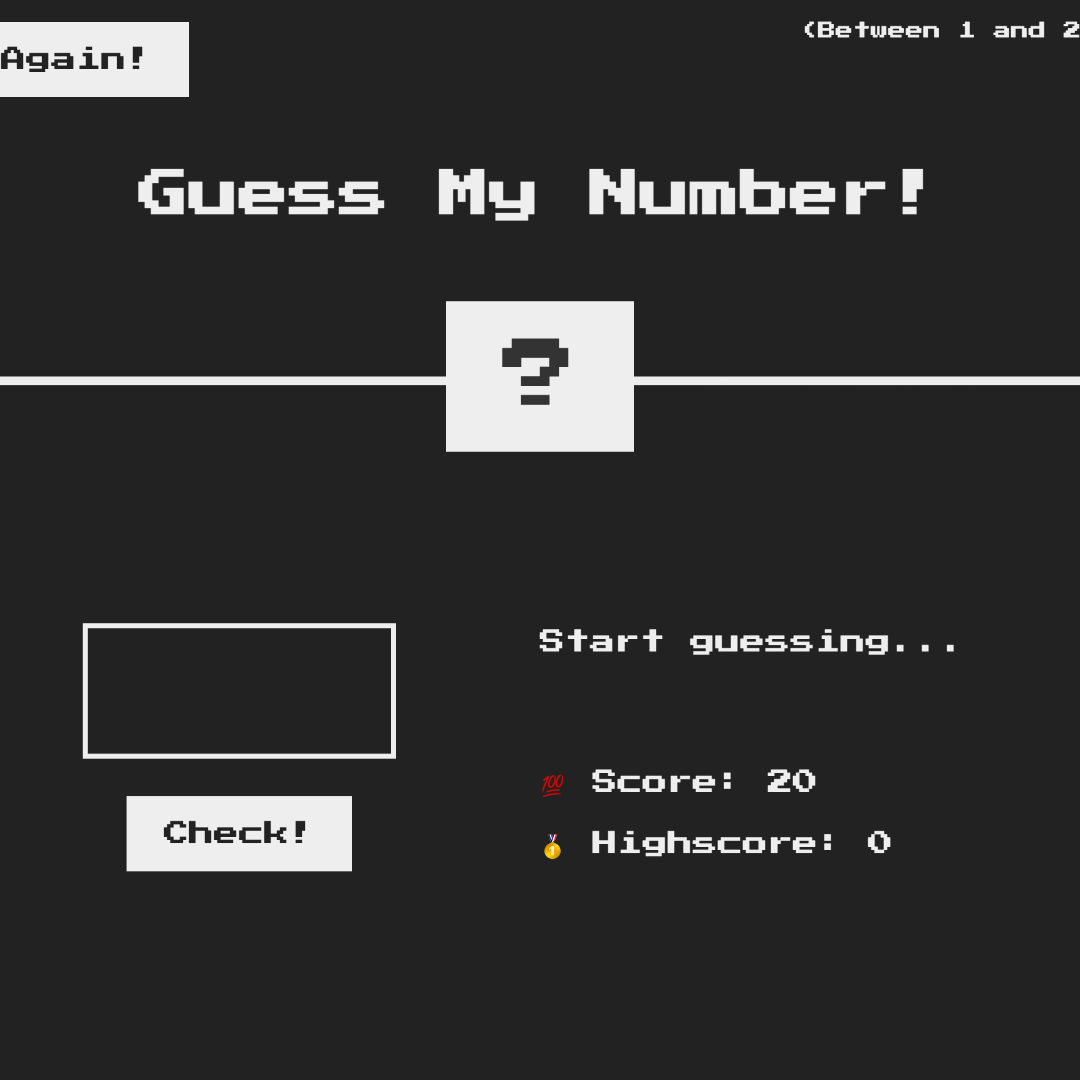 Again!
(Between 1 and 2
Guess My Number!
?
Start guessing...
💯 Score: 20
🥇 Highscore: 0
Check!